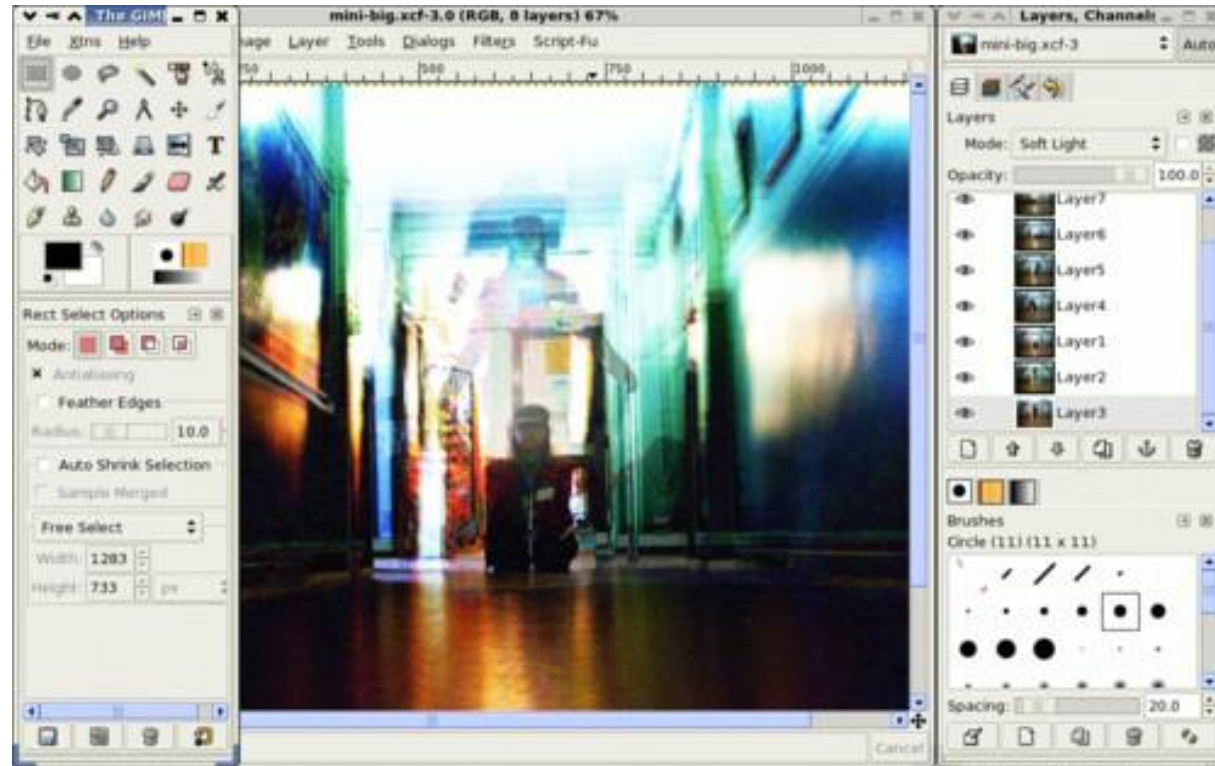 The GIM
File Xtns Help
Rect Select Options
Mode:
Antialiasing
Feather Edges
Radius: 10.0
Auto Shrink Selection
Sample Merged
Free Select
Width: 1283
Height: 733 px
mini-big.xcf-3.0 (RGB, 8 layers) 67%
mage Layer Tools Dialogs Filters Script-Fu
500 750 1000
Cancel
Layers, Channels
mini-big.xcf-3 Auto
Layers
Mode: Soft Light
Opacity: 100.0
Layer7
Layer6
Layer5
Layer4
Layer1
Layer2
Layer3
Brushes
Circle (11) (11 x 11)
Spacing: 20.0